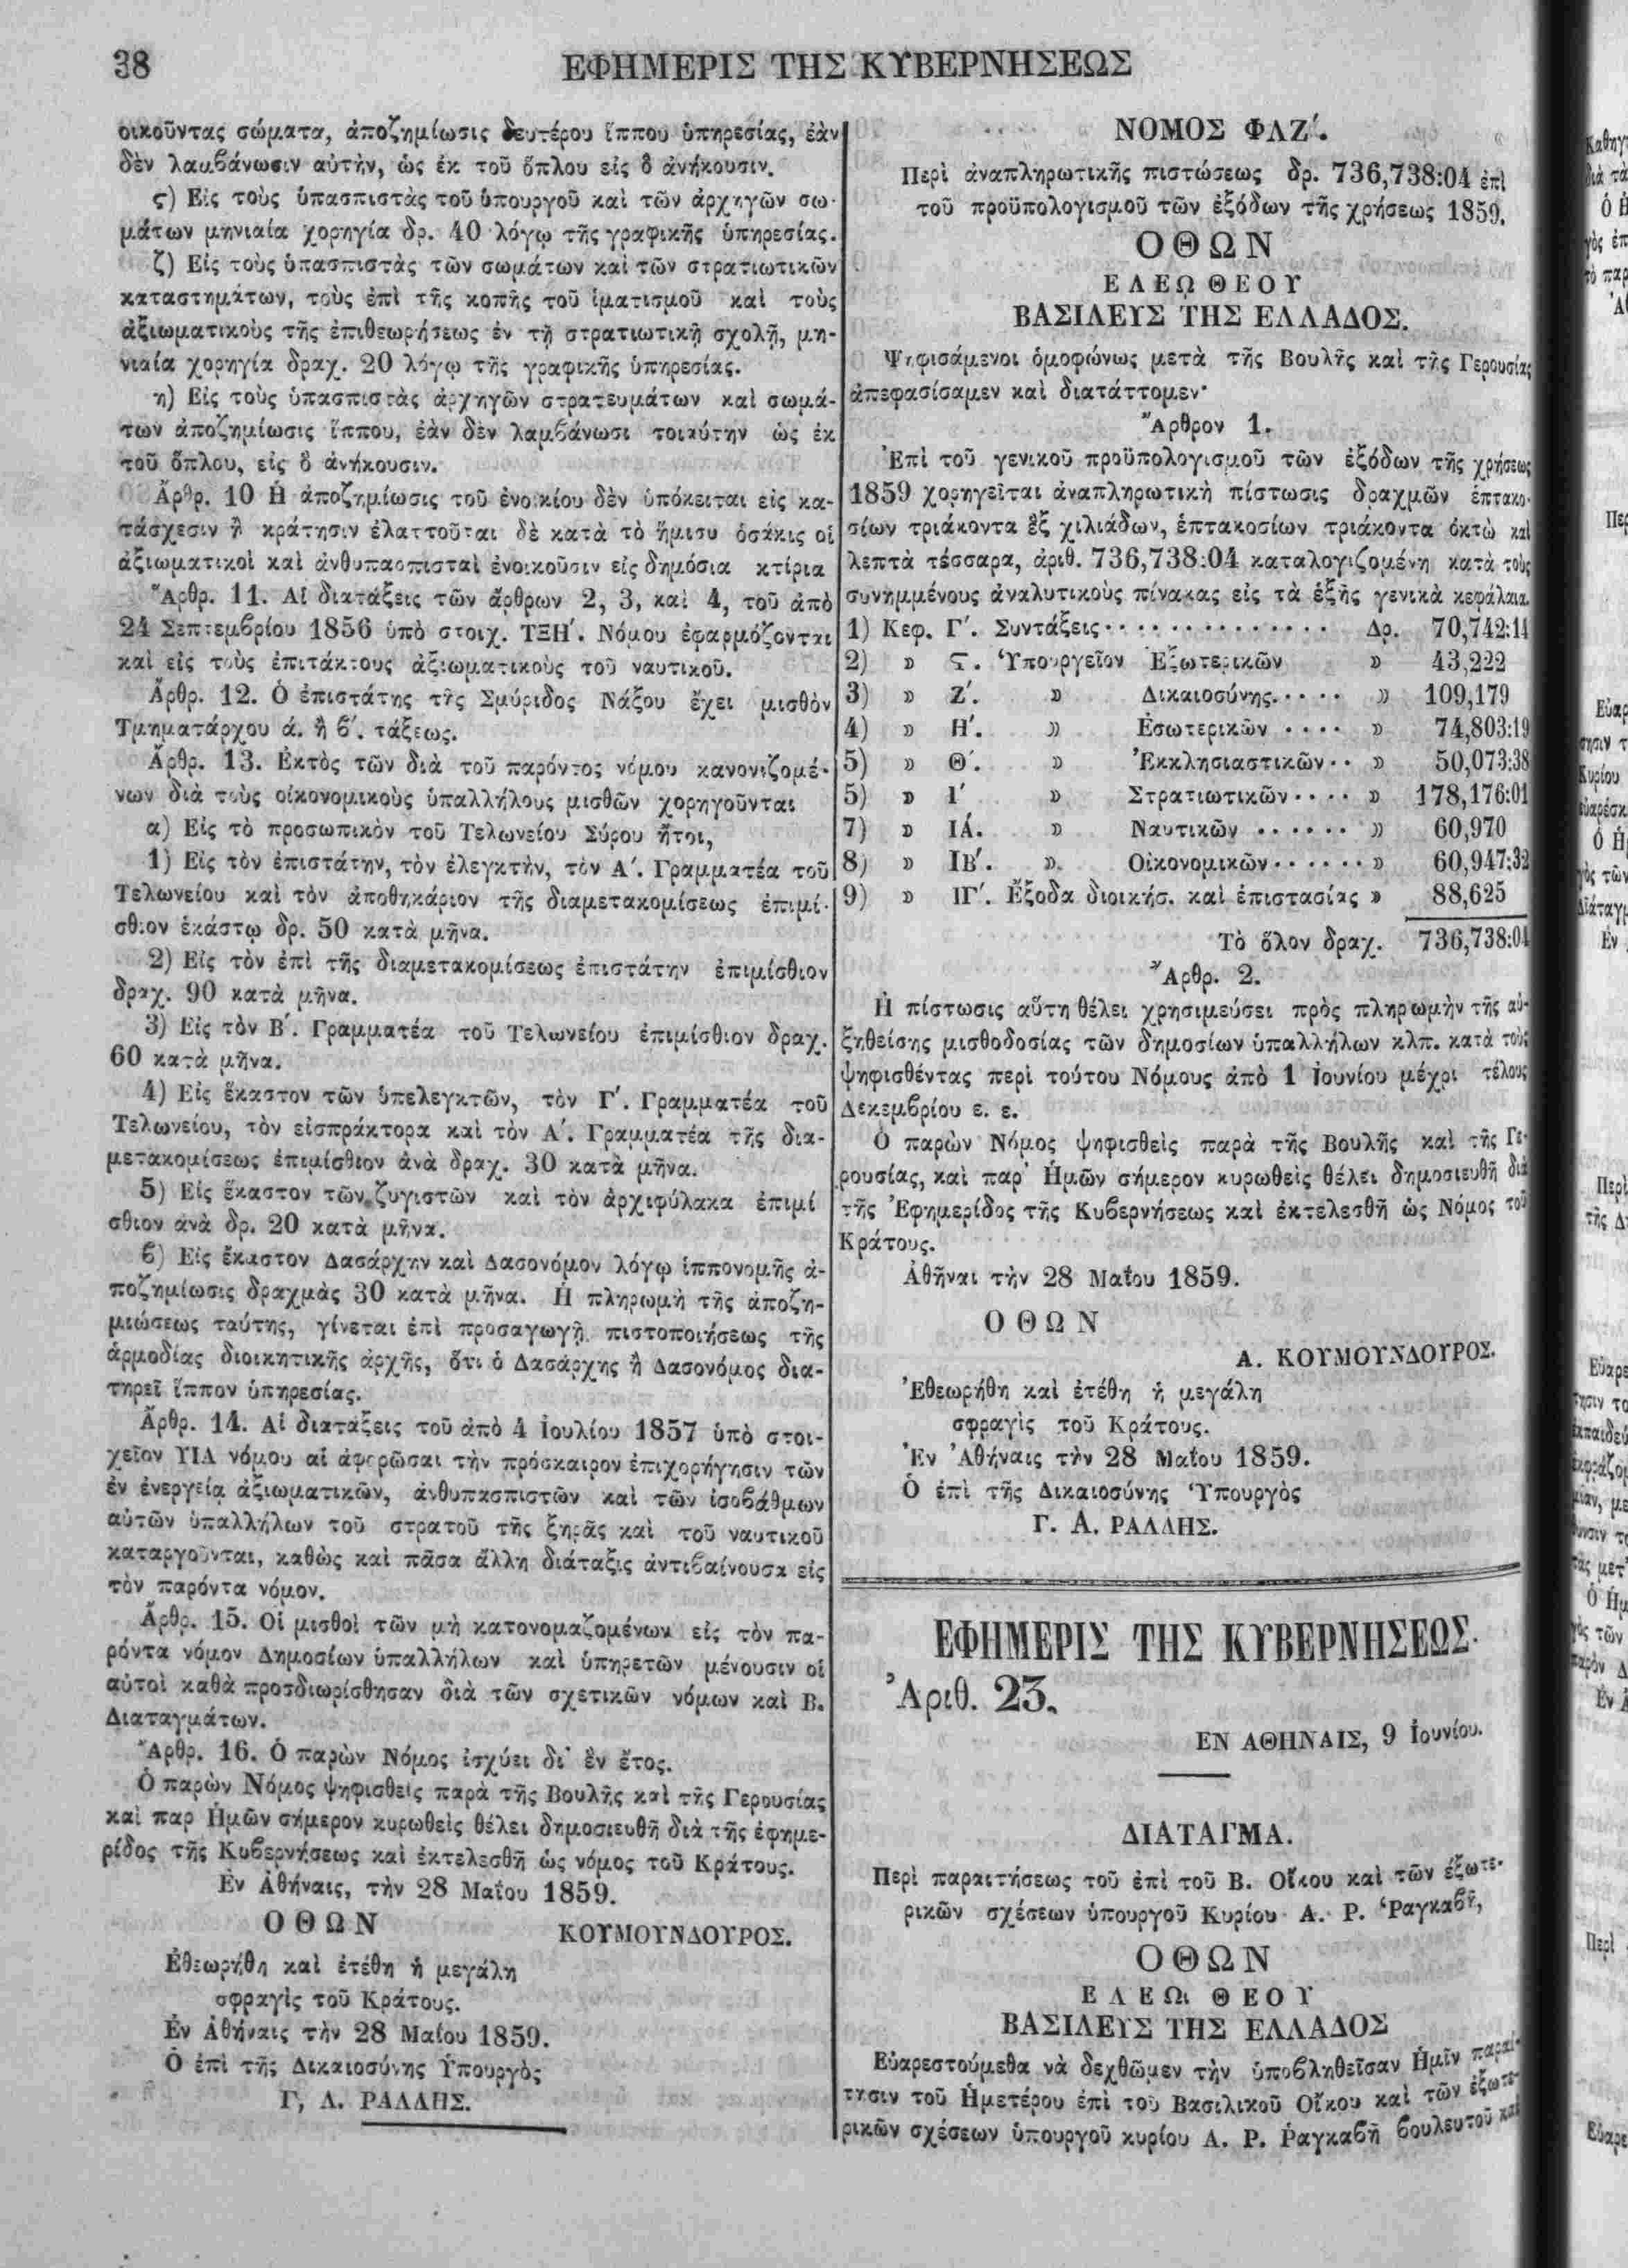 38
ΕΦΗΜΕΡΙΣ ΤΗΣ ΚΥΒΕΡΝΗΣΕΩΣ
οικοῦντας σώματα, ἀποζημίωσις δευτέρου ἵππου ὑπηρεσίας, ἐὰν
δὲν λαμβάνωσιν αὐτὴν, ὡς ἐκ τοῦ ὅπλου εἰς ὃ ἀνήκουσιν.
ς) Εἰς τοὺς ὑπασπιστὰς τοῦ ὑπουργοῦ καὶ τῶν ἀρχηγῶν σω-
μάτων μηνιαία χορηγία δρ. 40 λόγῳ τῆς γραφικῆς ὑπηρεσίας.
ζ) Εἰς τοὺς ὑπασπιστὰς τῶν σωμάτων καὶ τῶν στρατιωτικῶν
καταστημάτων, τοὺς ἐπὶ τῆς κοπῆς τοῦ ἱματισμοῦ καὶ τοὺς
ἀξιωματικοὺς τῆς ἐπιθεωρήσεως ἐν τῇ στρατιωτικῇ σχολῇ, μη-
νιαία χορηγία δραχ. 20 λόγῳ τῆς γραφικῆς ὑπηρεσίας.
η) Εἰς τοὺς ὑπασπιστὰς ἀρχηγῶν στρατευμάτων καὶ σωμά-
των ἀποζημίωσις ἵππου, ἐὰν δὲν λαμβάνωσι τοιαύτην ὡς ἐκ
τοῦ ὅπλου, εἰς ὃ ἀνήκουσιν.
Ἄρθρ. 10 Ἡ ἀποζημίωσις τοῦ ἐνοικίου δὲν ὑπόκειται εἰς κα-
τάσχεσιν ἢ κράτησιν ἐλαττοῦται δὲ κατὰ τὸ ἥμισυ ὁσάκις οἱ
ἀξιωματικοὶ καὶ ἀνθυπασπισταὶ ἐνοικοῦσιν εἰς δημόσια κτίρια
Ἄρθρ. 11. Αἱ διατάξεις τῶν ἄρθρων 2, 3, καὶ 4, τοῦ ἀπὸ
24 Σεπτεμβρίου 1856 ὑπὸ στοιχ. ΤΞΗ΄. Νόμου ἐφαρμόζονται
καὶ εἰς τοὺς ἐπιτάκτους ἀξιωματικοὺς τοῦ ναυτικοῦ.
Ἄρθρ. 12. Ὁ ἐπιστάτης τῆς Σμύριδος Νάξου ἔχει μισθὸν
Τμηματάρχου ά. ἢ β΄. τάξεως.
Ἄρθρ. 13. Ἐκτὸς τῶν διὰ τοῦ παρόντος νόμου κανονιζομέ-
νων διὰ τοὺς οἰκονομικοὺς ὑπαλλήλους μισθῶν χορηγοῦνται
α) Εἰς τὸ προσωπικὸν τοῦ Τελωνείου Σύρου ἤτοι,
1) Εἰς τὸν ἐπιστάτην, τὸν ἐλεγκτὴν, τὸν Α΄. Γραμματέα τοῦ
Τελωνείου καὶ τὸν ἀποθηκάριον τῆς διαμετακομίσεως ἐπιμί-
σθιον ἑκάστῳ δρ. 50 κατὰ μῆνα.
2) Εἰς τὸν ἐπὶ τῆς διαμετακομίσεως ἐπιστάτην ἐπιμίσθιον
δραχ. 90 κατὰ μῆνα.
3) Εἰς τὸν Β΄. Γραμματέα τοῦ Τελωνείου ἐπιμίσθιον δραχ.
60 κατὰ μῆνα.
4) Εἰς ἕκαστον τῶν ὑπελεγκτῶν, τὸν Γ΄. Γραμματέα τοῦ
Τελωνείου, τὸν εἰσπράκτορα καὶ τὸν Α΄. Γραμματέα τῆς δια-
μετακομίσεως ἐπιμίσθιον ἀνὰ δραχ. 30 κατὰ μῆνα.
5) Εἰς ἕκαστον τῶν ζυγιστῶν καὶ τὸν ἀρχιφύλακα ἐπιμί
σθιον ἀνὰ δρ. 20 κατὰ μῆνα.
β) Εἰς ἕκαστον Δασάρχην καὶ Δασονόμον λόγῳ ἱππονομῆς ἀ-
ποζημίωσις δραχμὰς 30 κατὰ μῆνα. Ἡ πληρωμὴ τῆς ἀποζη-
μιώσεως ταύτης, γίνεται ἐπὶ προσαγωγῇ πιστοποιήσεως τῆς
ἁρμοδίας διοικητικῆς ἀρχῆς, ὅτι ὁ Δασάρχης ἢ Δασονόμος δια-
τηρεῖ ἵππον ὑπηρεσίας.
Ἄρθρ. 14. Αἱ διατάξεις τοῦ ἀπὸ 4 Ἰουλίου 1857 ὑπὸ στοι-
χεῖον ΥΙΔ νόμου αἱ ἀφορῶσαι τὴν πρόσκαιρον ἐπιχορήγησιν τῶν
ἐν ἐνεργείᾳ ἀξιωματικῶν, ἀνθυπασπιστῶν καὶ τῶν ἰσοβάθμων
αὐτῶν ὑπαλλήλων τοῦ στρατοῦ τῆς ξηρᾶς καὶ τοῦ ναυτικοῦ
καταργοῦνται, καθὼς καὶ πᾶσα ἄλλη διάταξις ἀντιβαίνουσα εἰς
τὸν παρόντα νόμον.
Ἄρθρ. 15. Οἱ μισθοὶ τῶν μὴ κατονομαζομένων εἰς τὸν πα-
ρόντα νόμον Δημοσίων ὑπαλλήλων καὶ ὑπηρετῶν μένουσιν οἱ
αὐτοὶ καθὰ προσδιωρίσθησαν διὰ τῶν σχετικῶν νόμων καὶ Β.
Διαταγμάτων.
Ἄρθρ. 16. Ὁ παρὼν Νόμος ἰσχύει δι' ἓν ἔτος.
Ὁ παρὼν Νόμος ψηφισθεὶς παρὰ τῆς Βουλῆς καὶ τῆς Γερουσίας
καὶ παρ Ἡμῶν σήμερον κυρωθεὶς θέλει δημοσιευθῆ διὰ τῆς ἐφημε-
ρίδος τῆς Κυβερνήσεως καὶ ἐκτελεσθῆ ὡς νόμος τοῦ Κράτους.
Ἐν Ἀθήναις, τὴν 28 Μαΐου 1859.
ΟΘΩΝ
ΚΟΥΜΟΥΝΔΟΥΡΟΣ.
Ἐθεωρήθη καὶ ἐτέθη ἡ μεγάλη
σφραγὶς τοῦ Κράτους.
Ἐν Ἀθήναις τὴν 28 Μαΐου 1859.
Ὁ ἐπὶ τῆς Δικαιοσύνης Ὑπουργὸς
Γ, Α. ΡΑΛΛΗΣ.
ΝΟΜΟΣ ΦΛΖ΄.
Περὶ ἀναπληρωτικῆς πιστώσεως δρ. 736,738:04 ἐπὶ
τοῦ προϋπολογισμοῦ τῶν ἐξόδων τῆς χρήσεως 1859.
ΟΘΩΝ
ΕΛΕΩ ΘΕΟΥ
ΒΑΣΙΛΕΥΣ ΤΗΣ ΕΛΛΑΔΟΣ.
Ψηφισάμενοι ὁμοφώνως μετὰ τῆς Βουλῆς καὶ τῆς Γερουσίας
ἀπεφασίσαμεν καὶ διατάττομεν·
Ἄρθρον 1.
Ἐπὶ τοῦ γενικοῦ προϋπολογισμοῦ τῶν ἐξόδων τῆς χρήσεως
1859 χορηγεῖται ἀναπληρωτικὴ πίστωσις δραχμῶν ἑπτακο-
σίων τριάκοντα ἓξ χιλιάδων, ἑπτακοσίων τριάκοντα ὀκτὼ καὶ
λεπτὰ τέσσαρα, ἀριθ. 736,738:04 καταλογιζομένη κατὰ τοὺς
συνημμένους ἀναλυτικοὺς πίνακας εἰς τὰ ἑξῆς γενικὰ κεφάλαια.
1) Κεφ. Γ΄. Συντάξεις . . . . . . . . . . . . . . . Δρ. 70,742:14
2) » ς. Ὑπουργεῖον Ἐξωτερικῶν » 43,222
3) » Ζ΄. » Δικαιοσύνης. . . . . » 109,179
4) » Η΄. » Ἐσωτερικῶν . . . . » 74,803:19
5) » Θ΄. » Ἐκκλησιαστικῶν . . » 50,073:38
5) » Ι΄ » Στρατιωτικῶν . . . . » 178,176:01
7) » ΙΑ΄. » Ναυτικῶν . . . . . . » 60,970
8) » ΙΒ΄. » Οἰκονομικῶν . . . . . . » 60,947:32
9) » ΙΓ΄. Ἔξοδα διοικήσ. καὶ ἐπιστασίας » 88,625
Τὸ ὅλον δραχ. 736,738:04
Ἄρθρ. 2.
Ἡ πίστωσις αὕτη θέλει χρησιμεύσει πρὸς πληρωμὴν τῆς αὐ-
ξηθείσης μισθοδοσίας τῶν δημοσίων ὑπαλλήλων κλπ. κατὰ τοὺς
ψηφισθέντας περὶ τούτου Νόμους ἀπὸ 1 Ἰουνίου μέχρι τέλους
Δεκεμβρίου ε. ε.
Ὁ παρὼν Νόμος ψηφισθεὶς παρὰ τῆς Βουλῆς καὶ τῆς Γε-
ρουσίας, καὶ παρ' Ἡμῶν σήμερον κυρωθεὶς θέλει δημοσιευθῆ διὰ
τῆς Ἐφημερίδος τῆς Κυβερνήσεως καὶ ἐκτελεσθῆ ὡς Νόμος τοῦ
Κράτους.
Ἀθῆναι τὴν 28 Μαΐου 1859.
ΟΘΩΝ
Α. ΚΟΥΜΟΥΝΔΟΥΡΟΣ.
Ἐθεωρήθη καὶ ἐτέθη ἡ μεγάλη
σφραγὶς τοῦ Κράτους.
Ἐν Ἀθήναις τὴν 28 Μαΐου 1859.
Ὁ ἐπὶ τῆς Δικαιοσύνης Ὑπουργὸς
Γ. Α. ΡΑΛΛΗΣ.
ΕΦΗΜΕΡΙΣ ΤΗΣ ΚΥΒΕΡΝΗΣΕΩΣ.
Ἀριθ. 23.
ΕΝ ΑΘΗΝΑΙΣ, 9 Ἰουνίου.
ΔΙΑΤΑΓΜΑ.
Περὶ παραιτήσεως τοῦ ἐπὶ τοῦ Β. Οἴκου καὶ τῶν ἐξωτε-
ρικῶν σχέσεων ὑπουργοῦ Κυρίου Α. Ρ. Ῥαγκαβῆ,
ΟΘΩΝ
ΕΛΕΩι ΘΕΟΥ
ΒΑΣΙΛΕΥΣ ΤΗΣ ΕΛΛΑΔΟΣ
Εὐαρεστούμεθα νὰ δεχθῶμεν τὴν ὑποβληθεῖσαν Ἡμῖν παραί-
τησιν τοῦ Ἡμετέρου ἐπὶ τοῦ Βασιλικοῦ Οἴκου καὶ τῶν ἐξωτε-
ρικῶν σχέσεων ὑπουργοῦ κυρίου Α. Ρ. Ῥαγκαβῆ βουλευτοῦ καὶ